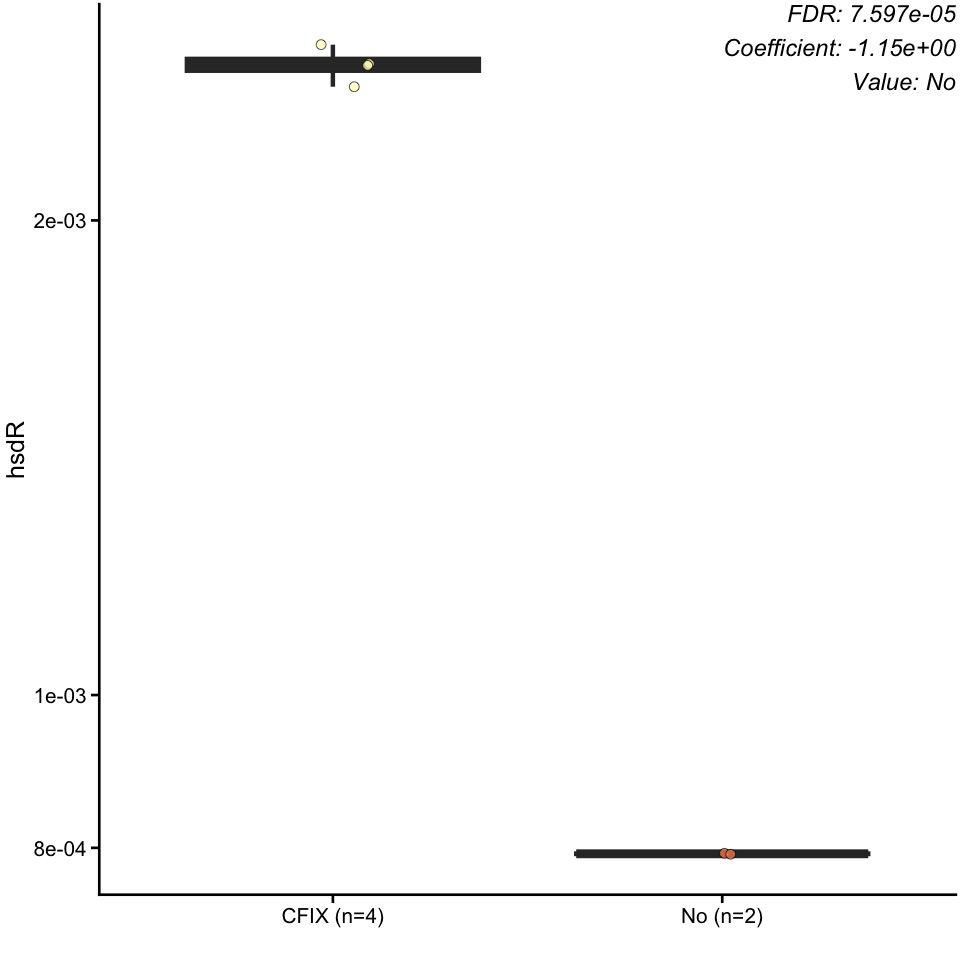 FDR: 7.597e-05
Coefficient: -1.15e+00
Value: No
2e-03
1e-03
8e-04
hsdR
CFIX (n=4)
No (n=2)